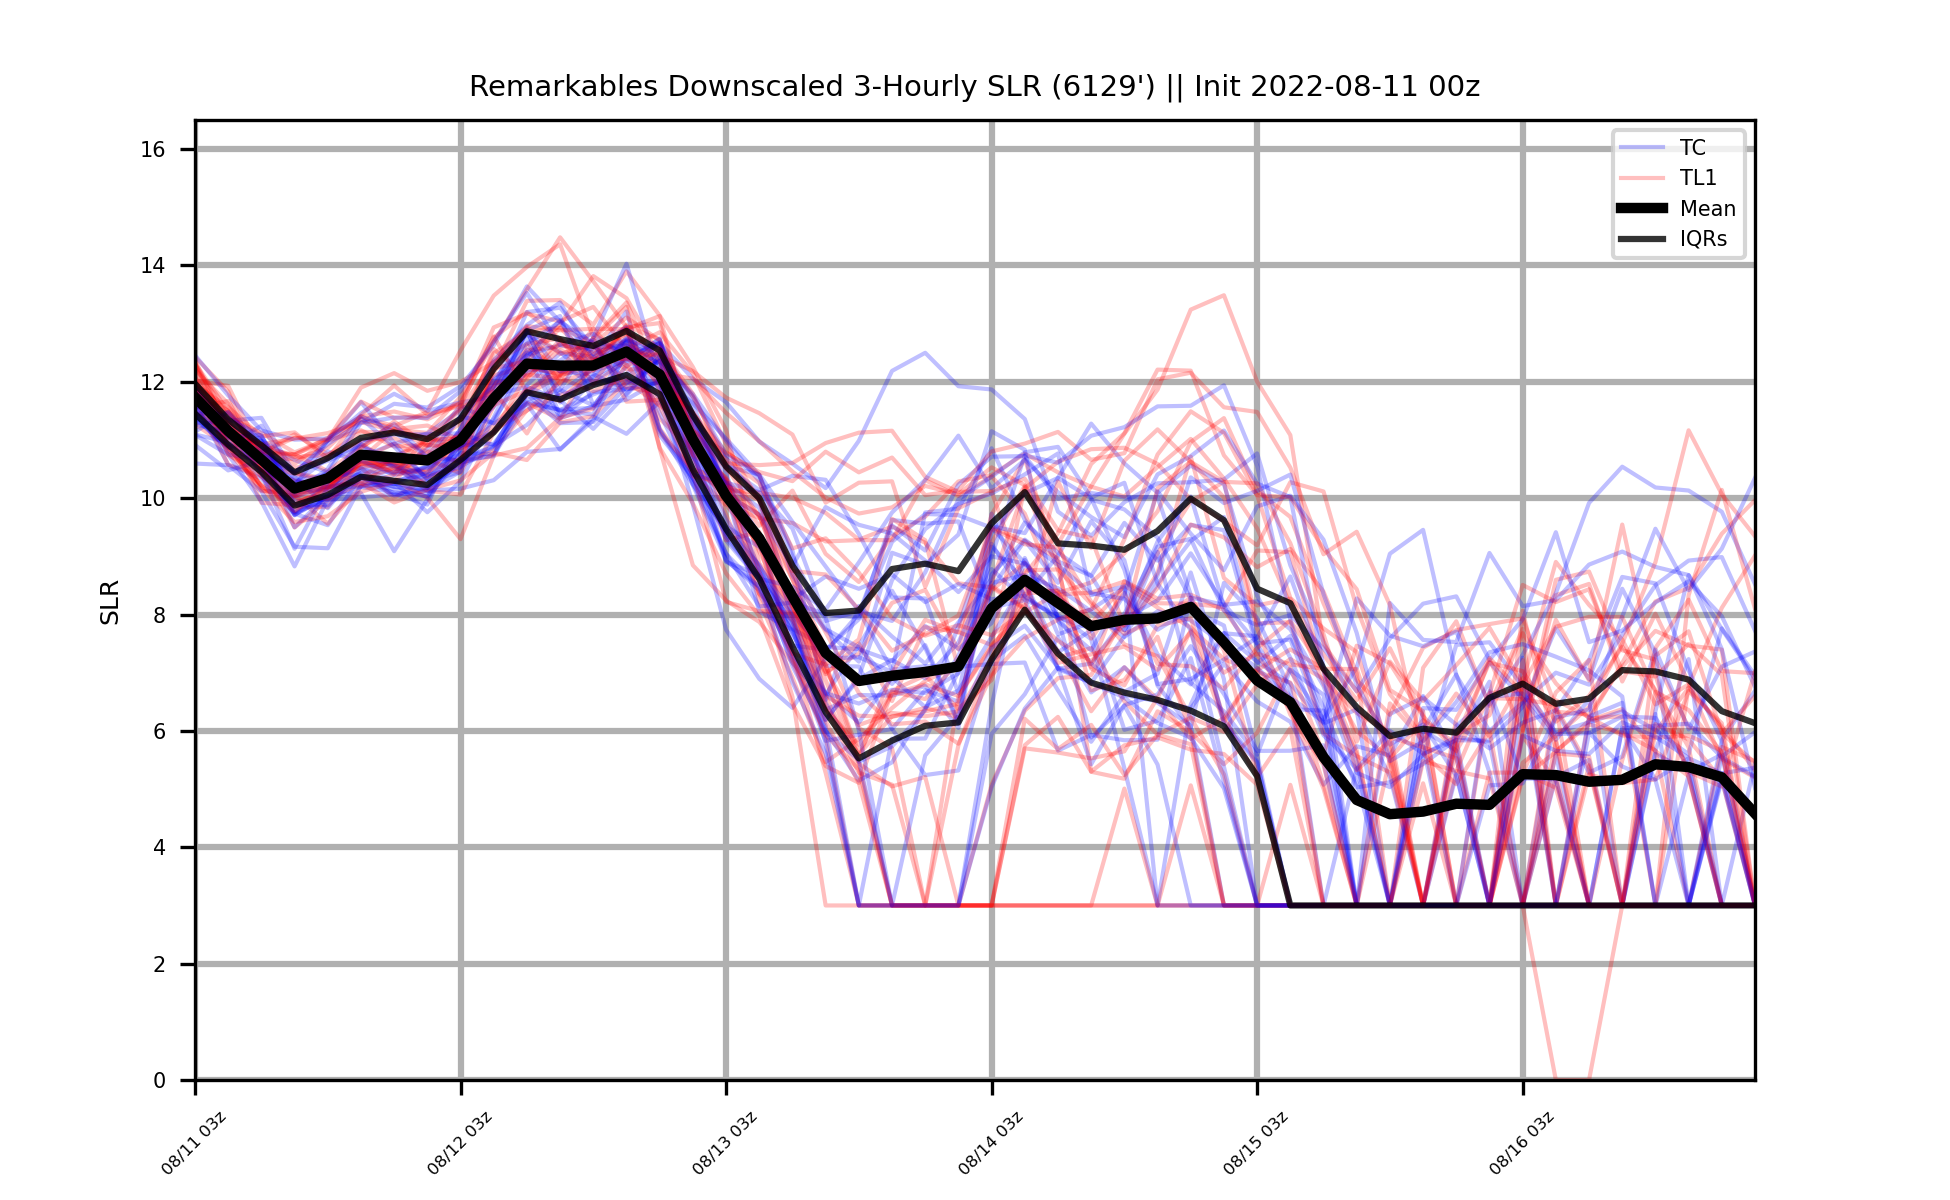 Remarkables Downscaled 3-Hourly SLR (6129') || Init 2022-08-11 00z
TC
TL1
Mean
IQRs
SLR
16
14
12
10
8
6
4
2
0
08/11 03z
08/12 03z
08/13 03z
08/14 03z
08/15 03z
08/16 03z